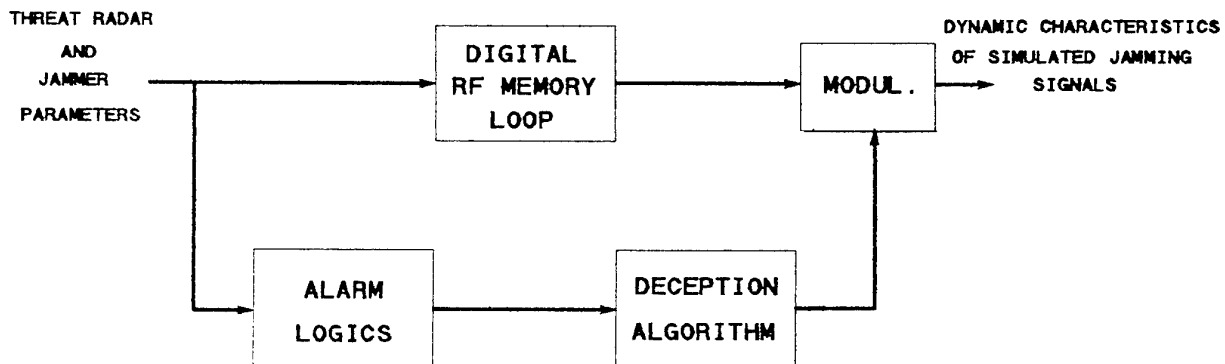 THREAT RADAR
AND
JAMMER
PARAMETERS
DIGITAL
RF MEMORY
LOOP
MODUL.
DYNAMIC CHARACTERISTICS
OF SIMULATED JAMMING
SIGNALS
ALARM
LOGICS
DECEPTION
ALGORITHM